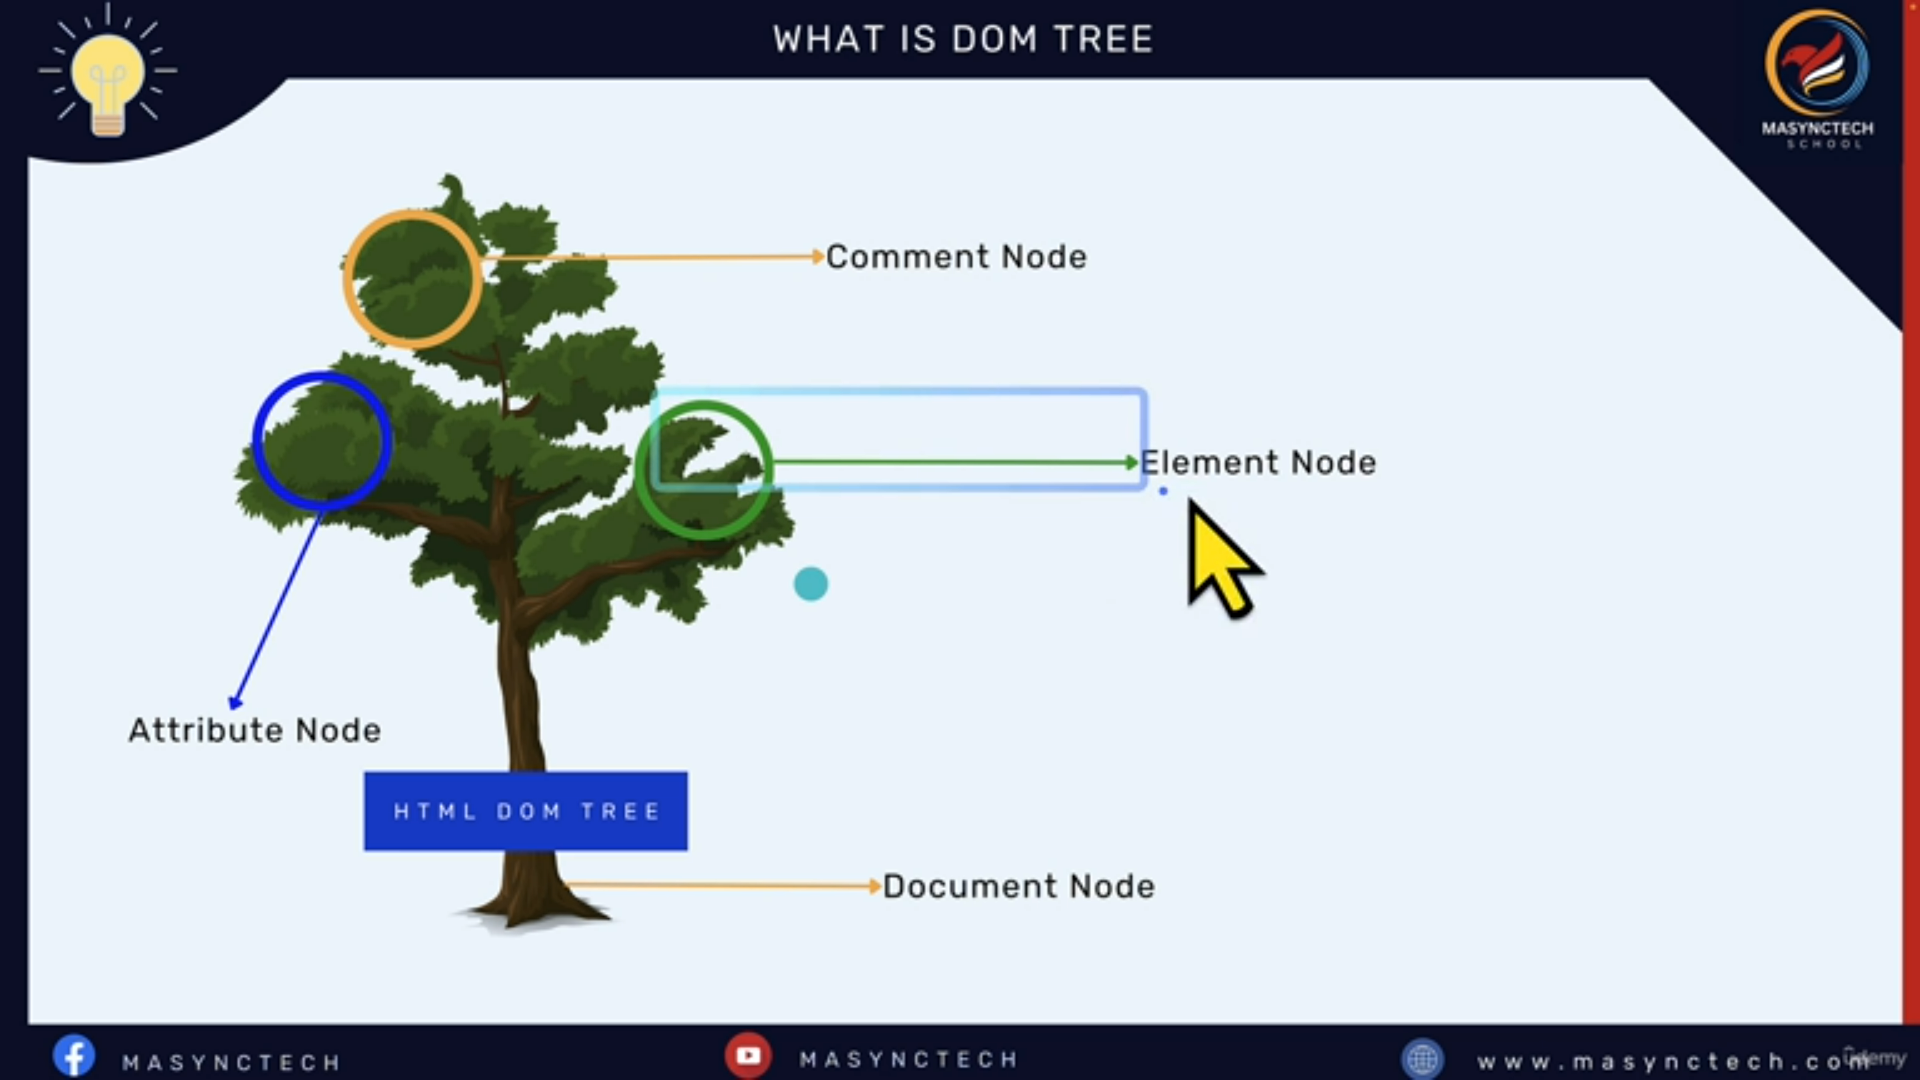 WHAT IS DOM TREE
MASYNCTECH
SCHOOL
Comment Node
Element Node
Attribute Node
HTML DOM TREE
Document Node
MASYNCTECH
MASYNCTECH
www.masynctech.com
ûdemy